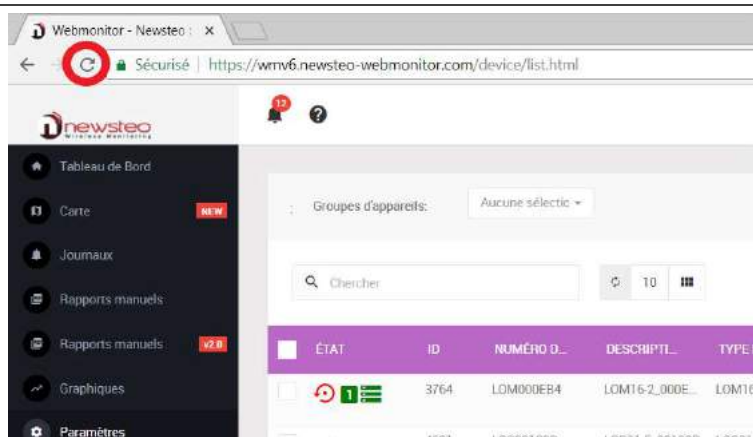 Webmonitor - Newsteo :
Sécurisé | https://wmv6.newsteo-webmonitor.com/device/list.html
newsteo
Wireless Monitoring
12
Tableau de Bord
Carte NEW
Journaux
Rapports manuels
Rapports manuels v2.0
Graphiques
Paramètres
: Groupes d'appareils: Aucune sélectic
Chercher 10
ÉTAT ID NUMÉRO D... DESCRIPTI... TYPE
1 3764 LOM000EB4 LOM16-2_000E... LOM16